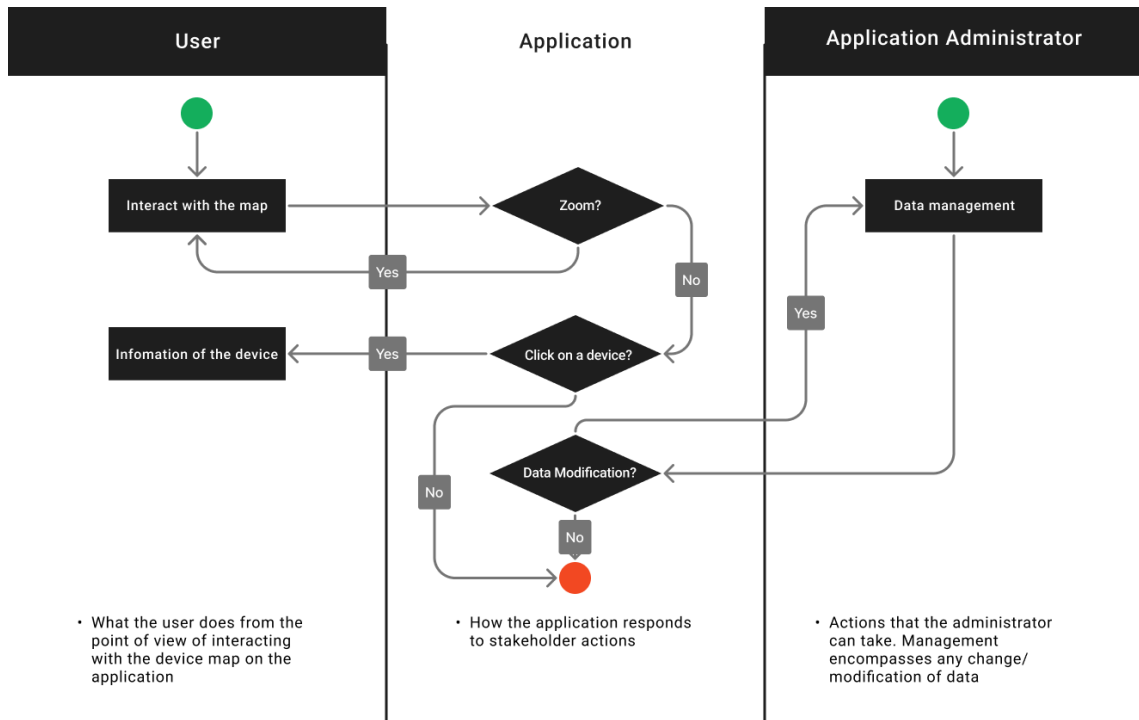 User
Application
Application Administrator
Interact with the map
Zoom?
Data management
Yes
No
Yes
Infomation of the device
Yes
Click on a device?
Data Modification?
No
No
• What the user does from the
point of view of interacting
with the device map on the
application
• How the application responds
to stakeholder actions
• Actions that the administrator
can take. Management
encompasses any change/
modification of data